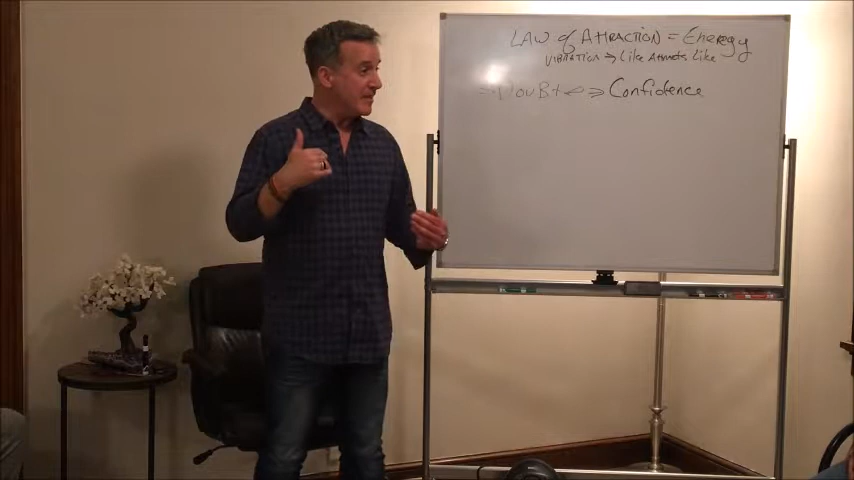 LAW of ATTRACTION = Energy
VIBRATION → Like Attracts Like
DOUBT ⇔ Confidence